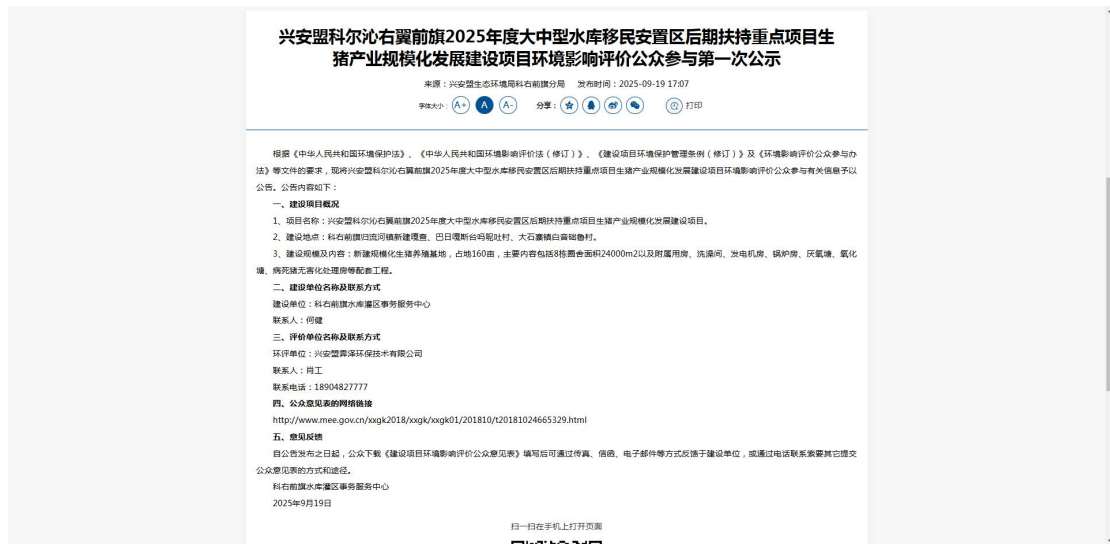 兴安盟科尔沁右翼前旗2025年度大中型水库移民安置区后期扶持重点项目生
猪产业规模化发展建设项目环境影响评价公众参与第一次公示
来源：兴安盟生态环境局科右前旗分局 发布时间：2025-09-19 17:07
字体大小： A+ A A- 分享： 打印
根据《中华人民共和国环境保护法》、《中华人民共和国环境影响评价法（修订）》、《建设项目环境保护管理条例（修订）》及《环境影响评价公众参与办
法》等文件的要求，现将兴安盟科尔沁右翼前旗2025年度大中型水库移民安置区后期扶持重点项目生猪产业规模化发展建设项目环境影响评价公众参与有关信息予以
公告。公告内容如下：
一、建设项目概况
1、项目名称：兴安盟科尔沁右翼前旗2025年度大中型水库移民安置区后期扶持重点项目生猪产业规模化发展建设项目。
2、建设地点：科右前旗归流河镇新建嘎查、巴日嘎斯台吗呢吐村、大石寨镇白音础鲁村。
3、建设规模及内容：新建规模化生猪养殖基地，占地160亩，主要内容包括8栋圈舍面积24000m2以及附属用房、洗澡间、发电机房、锅炉房、厌氧塘、氧化
塘、病死猪无害化处理房等配套工程。
二、建设单位名称及联系方式
建设单位：科右前旗水库灌区事务服务中心
联系人：何健
三、评价单位名称及联系方式
环评单位：兴安盟霁泽环保技术有限公司
联系人：肖工
联系电话：18904827777
四、公众意见表的网络链接
http://www.mee.gov.cn/xxgk2018/xxgk/xxgk01/201810/t20181024665329.html
五、意见反馈
自公告发布之日起，公众下载《建设项目环境影响评价公众意见表》填写后可通过传真、信函、电子邮件等方式反馈于建设单位，或通过电话联系索要其它提交
公众意见表的方式和途径。
科右前旗水库灌区事务服务中心
2025年9月19日
扫一扫在手机上打开页面